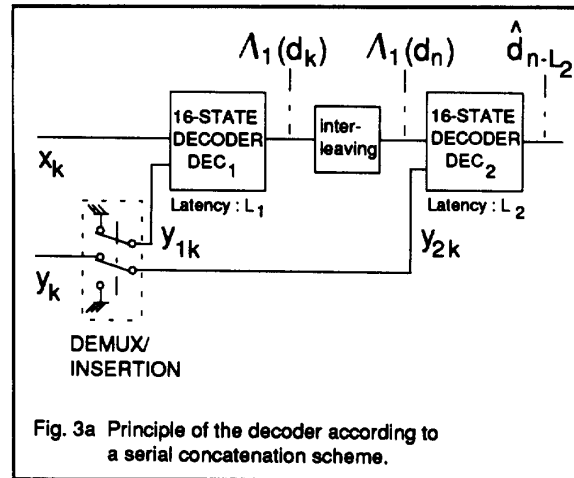 Λ₁(dₖ)
Λ₁(dₙ)
d̂ₙ₋L₂
16-STATE
DECODER
DEC₁
inter-
leaving
16-STATE
DECODER
DEC₂
xₖ
Latency : L₁
Latency : L₂
y₁ₖ
y₂ₖ
yₖ
DEMUX/
INSERTION
Fig. 3a Principle of the decoder according to
a serial concatenation scheme.